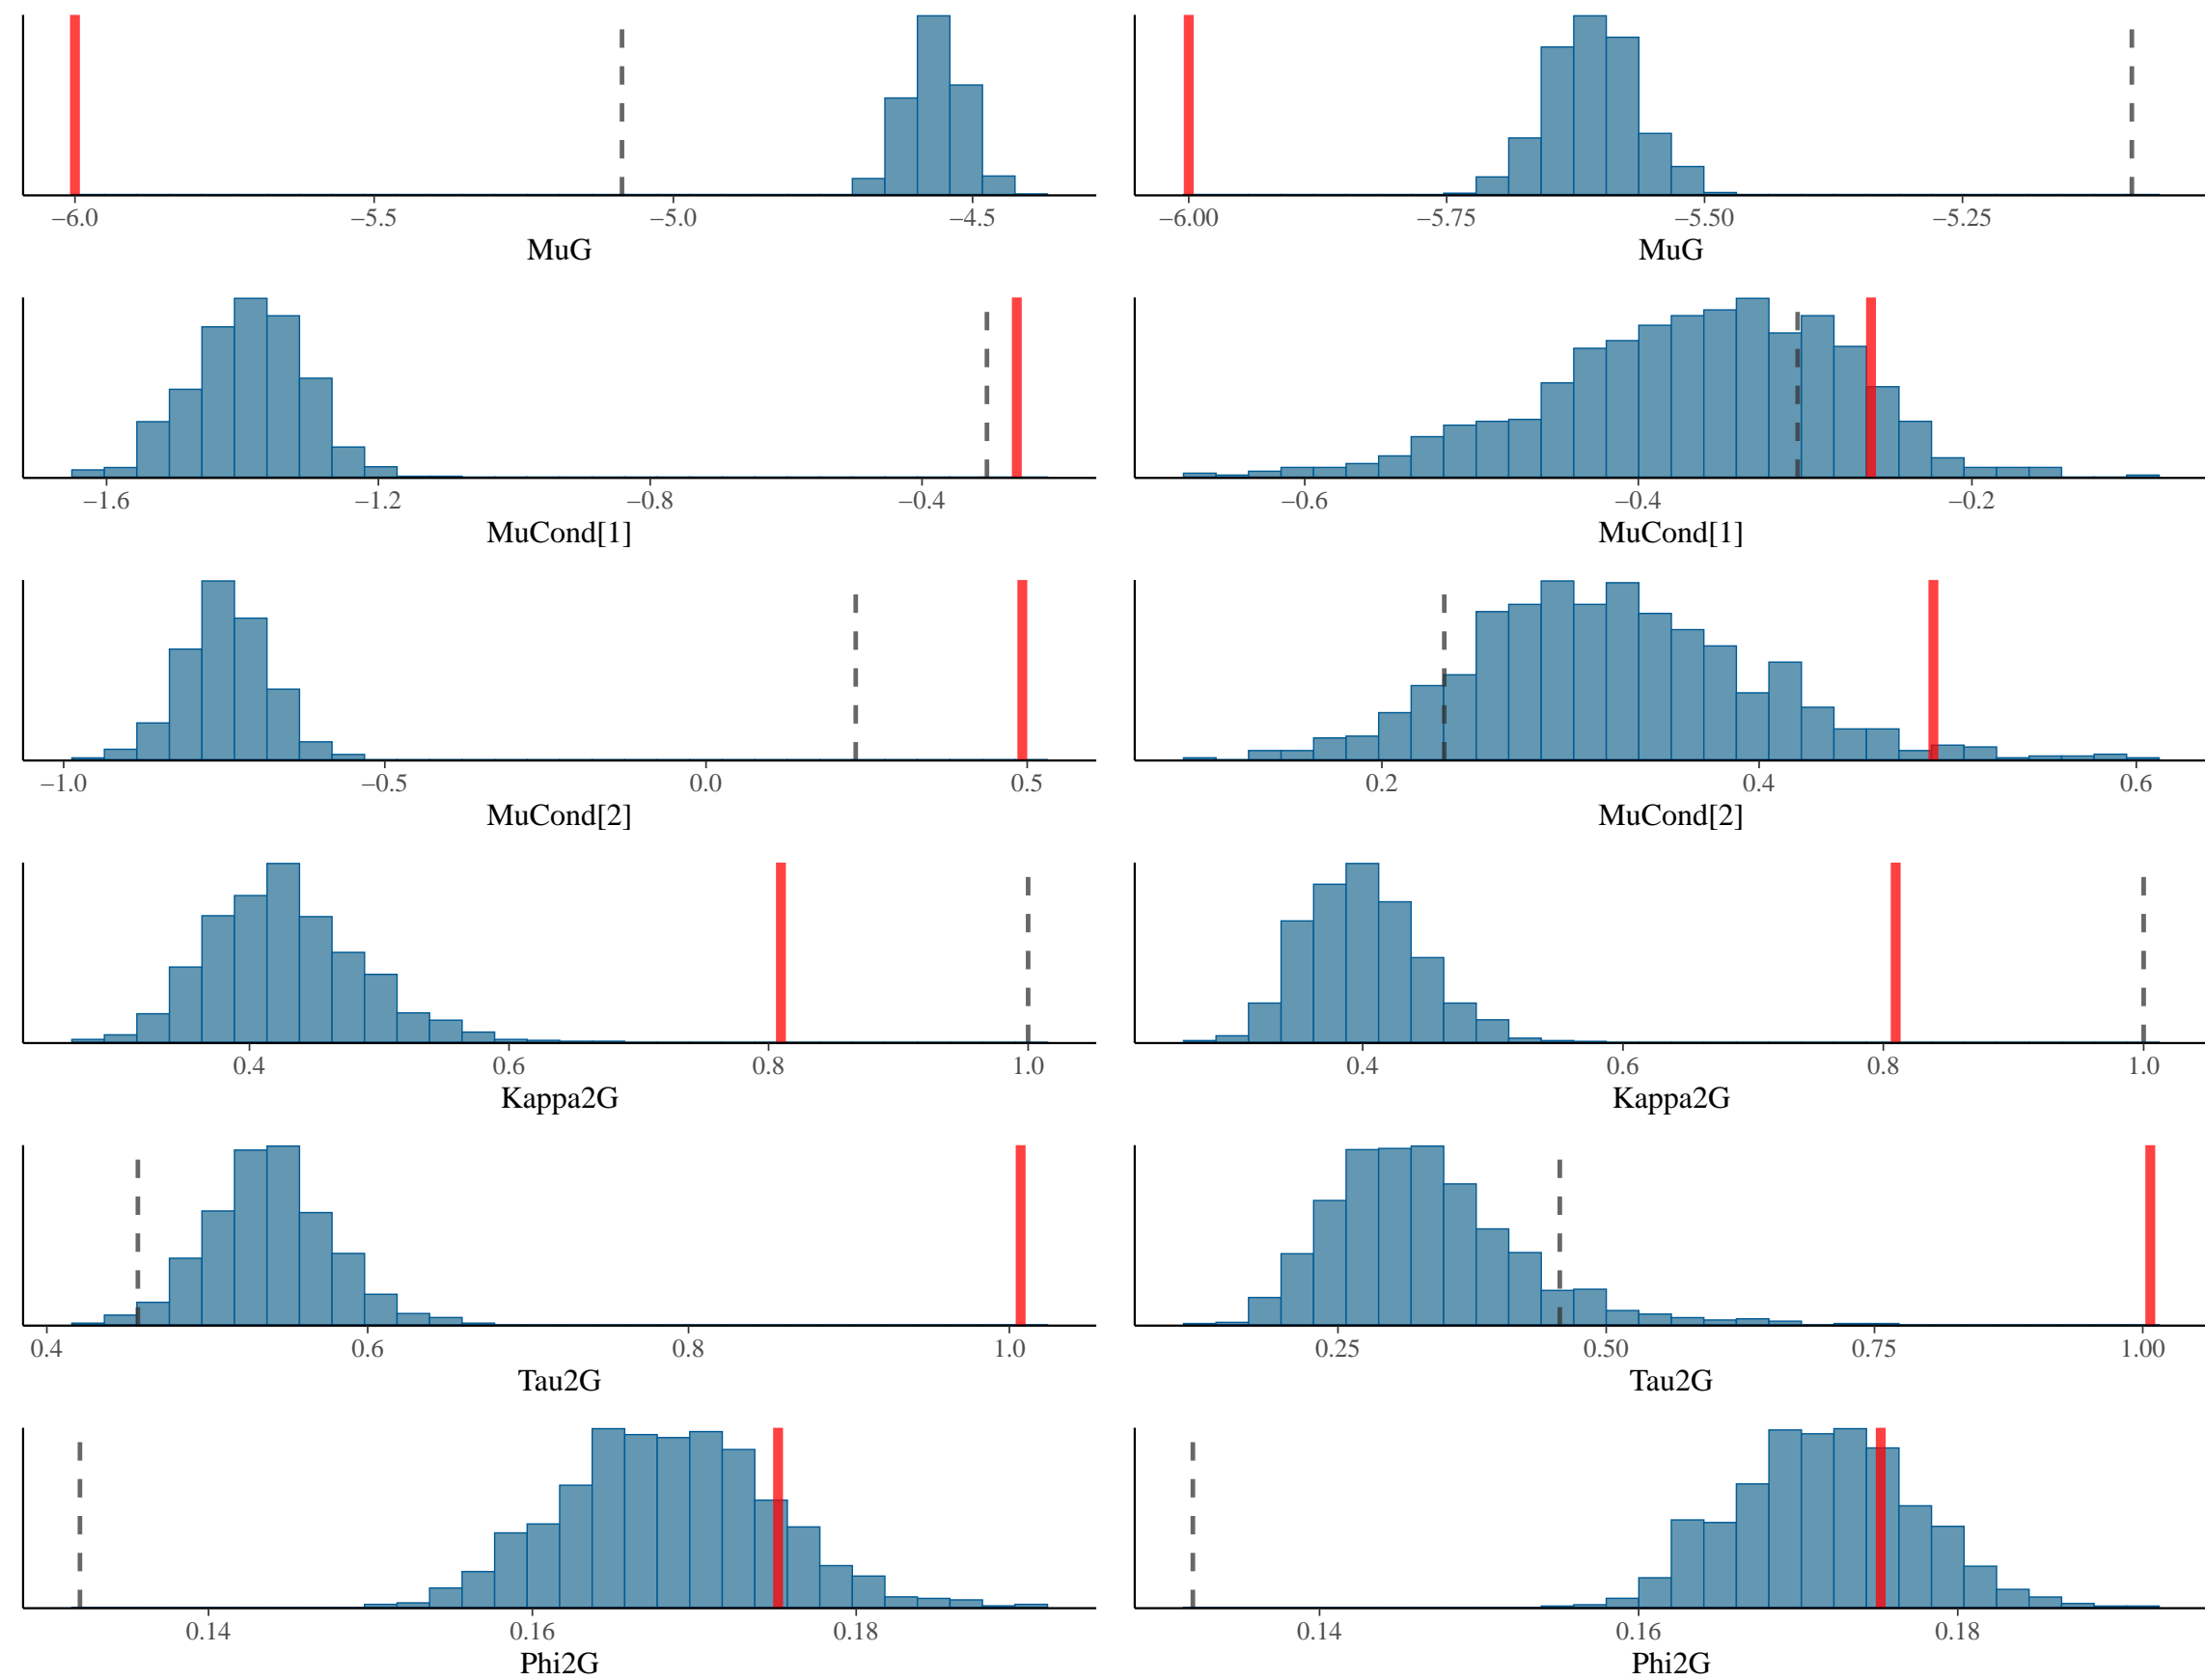 −6.0 −5.5 −5.0 −4.5
MuG
−6.00 −5.75 −5.50 −5.25
MuG
−1.6 −1.2 −0.8 −0.4
MuCond[1]
−0.6 −0.4 −0.2
MuCond[1]
−1.0 −0.5 0.0 0.5
MuCond[2]
0.2 0.4 0.6
MuCond[2]
0.4 0.6 0.8 1.0
Kappa2G
0.4 0.6 0.8 1.0
Kappa2G
0.4 0.6 0.8 1.0
Tau2G
0.25 0.50 0.75 1.00
Tau2G
0.14 0.16 0.18
Phi2G
0.14 0.16 0.18
Phi2G